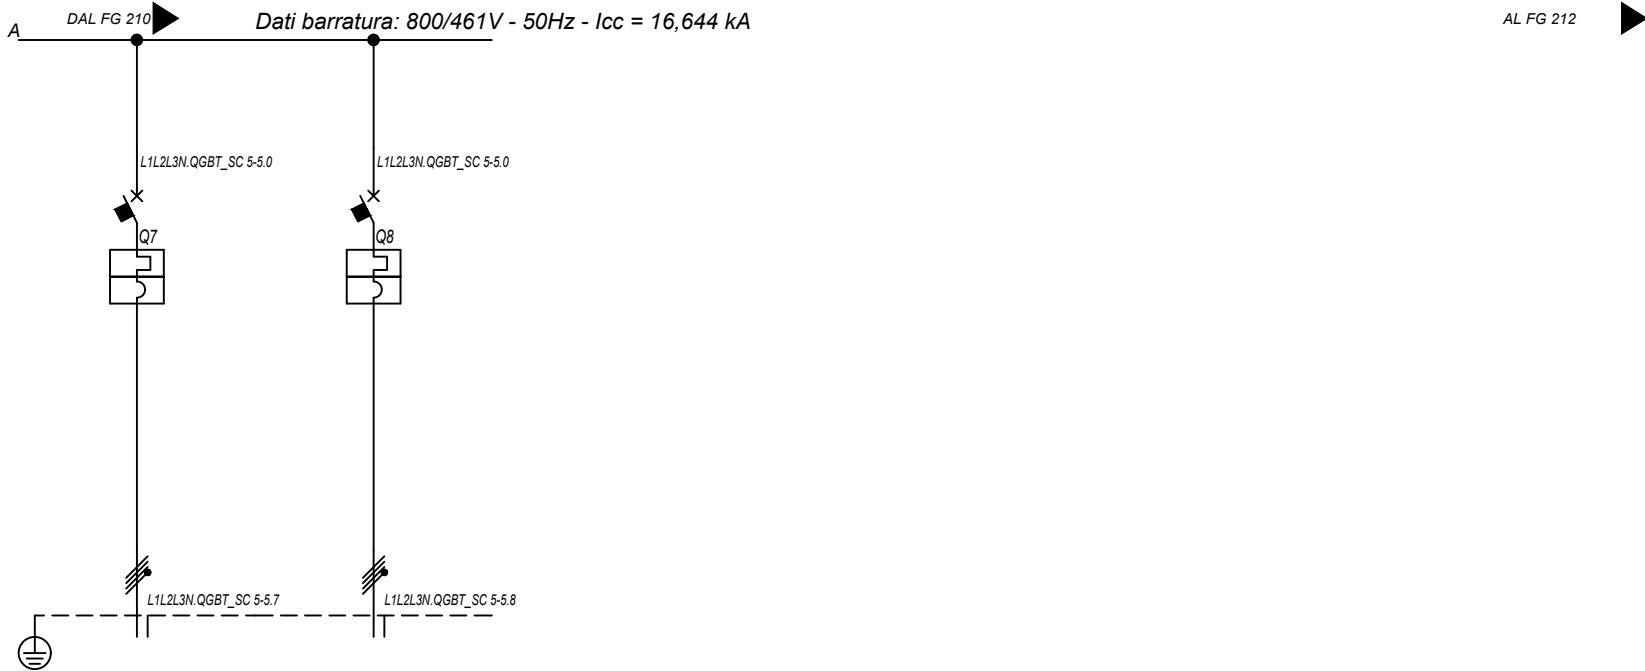 DAL FG 210
Dati barratura: 800/461V - 50Hz - Icc = 16,644 kA
AL FG 212
A
L1L2L3N.QGBT_SC 5-5.0
L1L2L3N.QGBT_SC 5-5.0
Q7
Q8
L1L2L3N.QGBT_SC 5-5.7
L1L2L3N.QGBT_SC 5-5.8